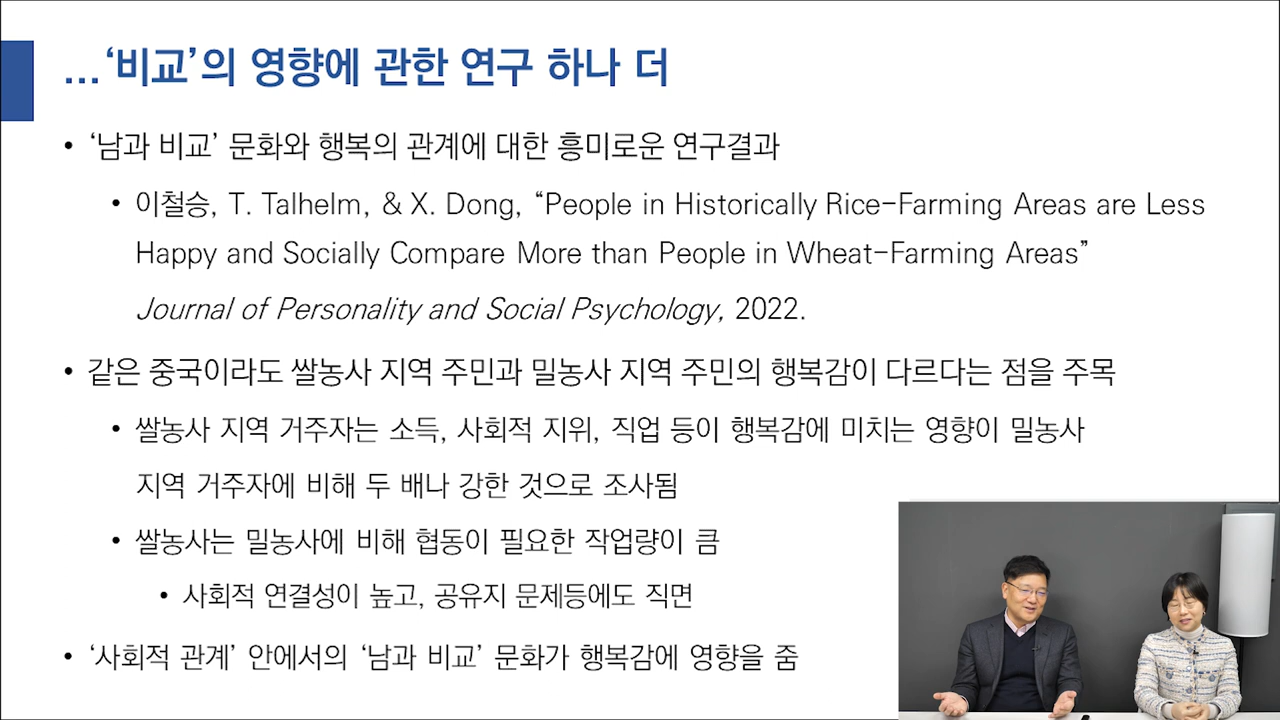 …‘비교’의 영향에 관한 연구 하나 더
• ‘남과 비교’ 문화와 행복의 관계에 대한 흥미로운 연구결과
• 이철승, T. Talhelm, & X. Dong, “People in Historically Rice-Farming Areas are Less
Happy and Socially Compare More than People in Wheat-Farming Areas”
Journal of Personality and Social Psychology, 2022.
• 같은 중국이라도 쌀농사 지역 주민과 밀농사 지역 주민의 행복감이 다르다는 점을 주목
• 쌀농사 지역 거주자는 소득, 사회적 지위, 직업 등이 행복감에 미치는 영향이 밀농사
지역 거주자에 비해 두 배나 강한 것으로 조사됨
• 쌀농사는 밀농사에 비해 협동이 필요한 작업량이 큼
• 사회적 연결성이 높고, 공유지 문제등에도 직면
• ‘사회적 관계’ 안에서의 ‘남과 비교’ 문화가 행복감에 영향을 줌